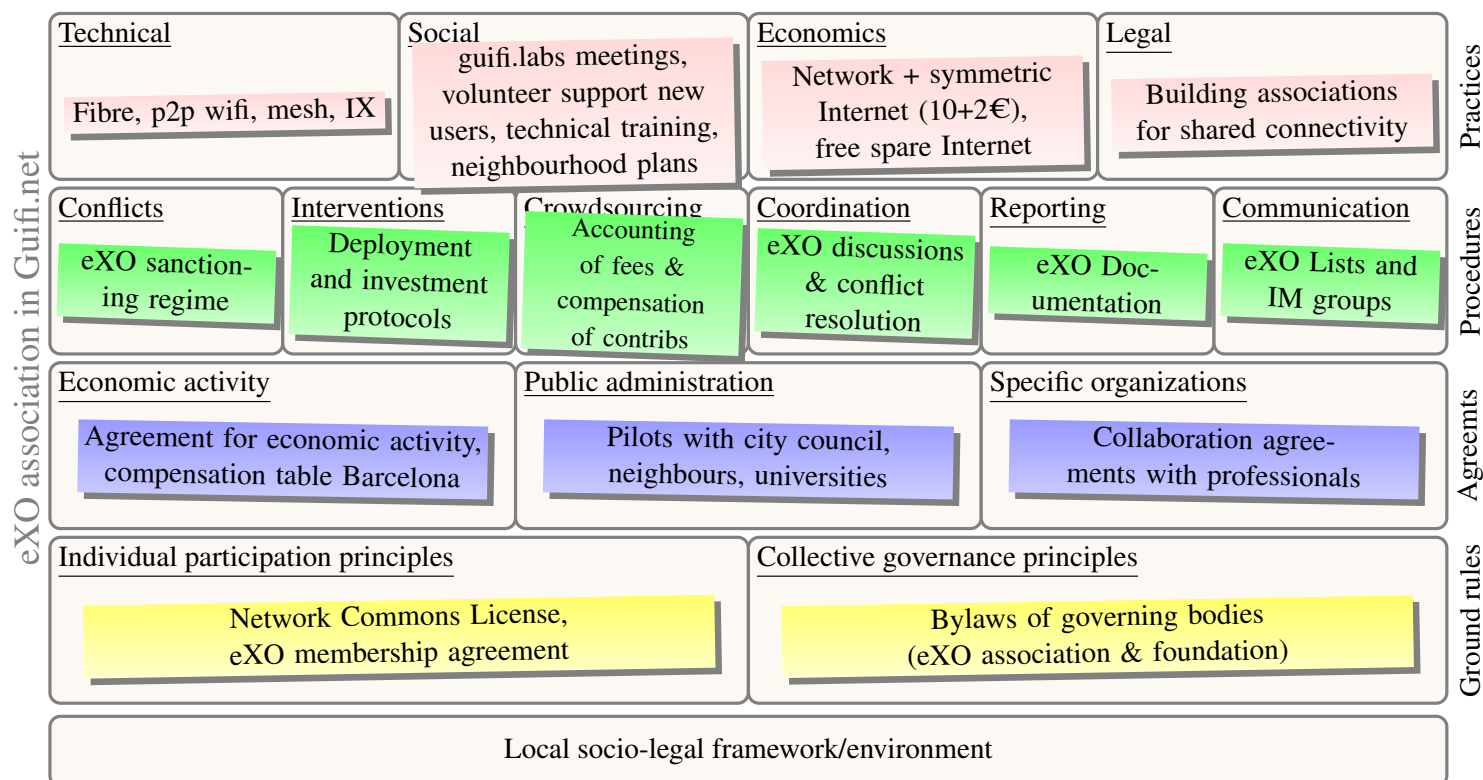 eXO association in Guifi.net
Practices
Technical
Fibre, p2p wifi, mesh, IX
Social
guifi.labs meetings,
volunteer support new
users, technical training,
neighbourhood plans
Economics
Network + symmetric
Internet (10+2€),
free spare Internet
Legal
Building associations
for shared connectivity
Procedures
Conflicts
eXO sanction-
ing regime
Interventions
Deployment
and investment
protocols
Crowdsourcing
Accounting
of fees &
compensation
of contribs
Coordination
eXO discussions
& conflict
resolution
Reporting
eXO Doc-
umentation
Communication
eXO Lists and
IM groups
Agreements
Economic activity
Agreement for economic activity,
compensation table Barcelona
Public administration
Pilots with city council,
neighbours, universities
Specific organizations
Collaboration agree-
ments with professionals
Ground rules
Individual participation principles
Network Commons License,
eXO membership agreement
Collective governance principles
Bylaws of governing bodies
(eXO association & foundation)
Local socio-legal framework/environment